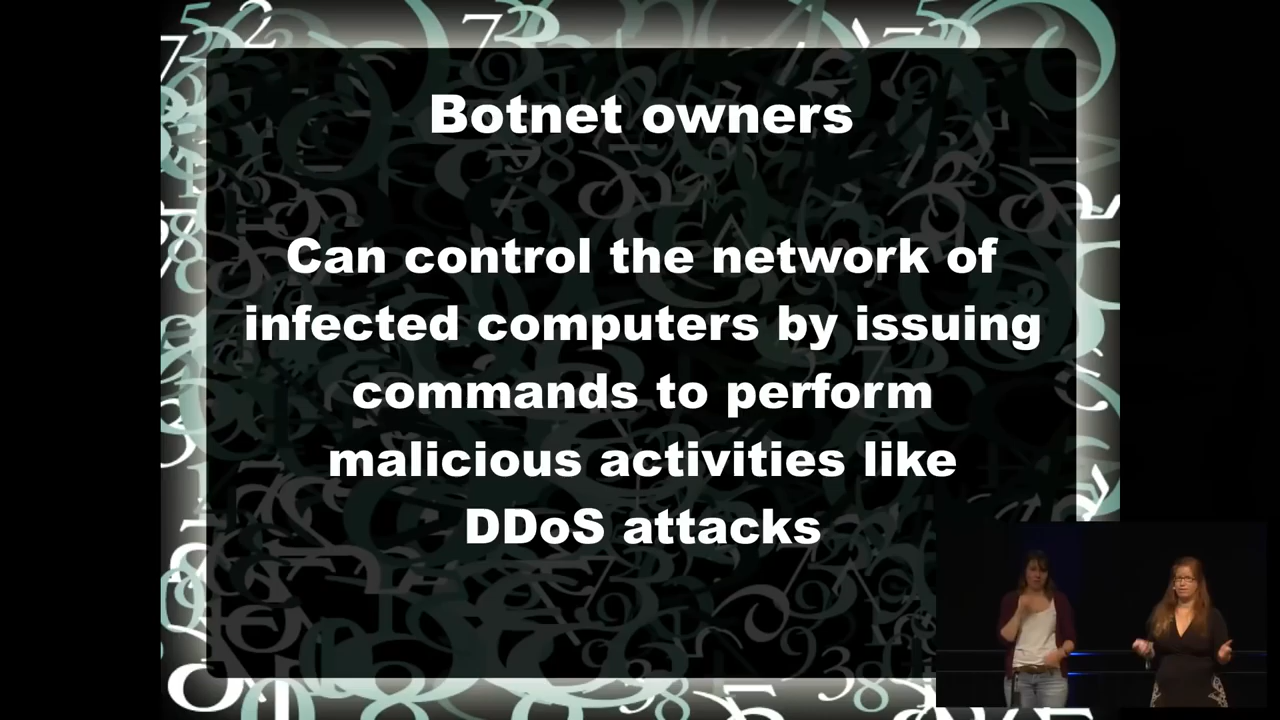 Botnet owners
Can control the network of
infected computers by issuing
commands to perform
malicious activities like
DDoS attacks